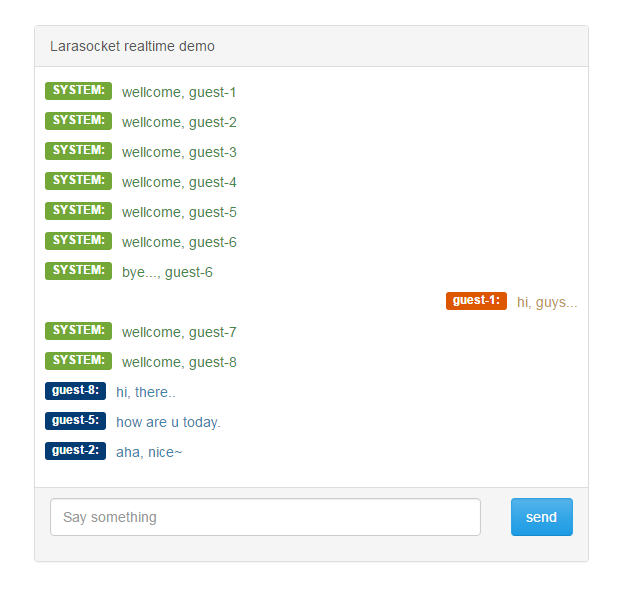 Larasocket realtime demo
SYSTEM: wellcome, guest-1
SYSTEM: wellcome, guest-2
SYSTEM: wellcome, guest-3
SYSTEM: wellcome, guest-4
SYSTEM: wellcome, guest-5
SYSTEM: wellcome, guest-6
SYSTEM: bye..., guest-6
guest-1: hi, guys...
SYSTEM: wellcome, guest-7
SYSTEM: wellcome, guest-8
guest-8: hi, there..
guest-5: how are u today.
guest-2: aha, nice~
Say something send